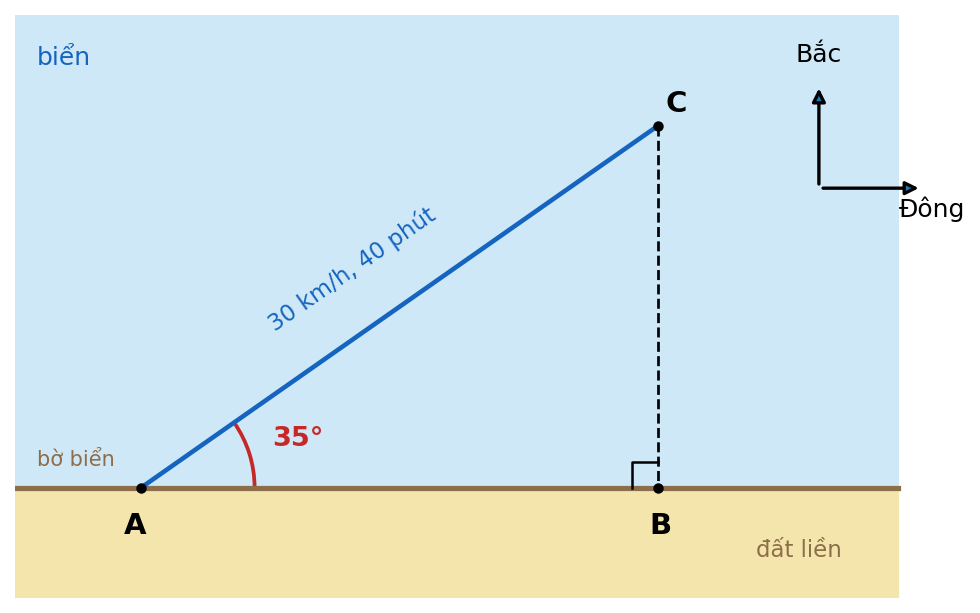 biển
Bắc
C
Đông
30 km/h, 40 phút
35°
bờ biển
A
B
đất liền